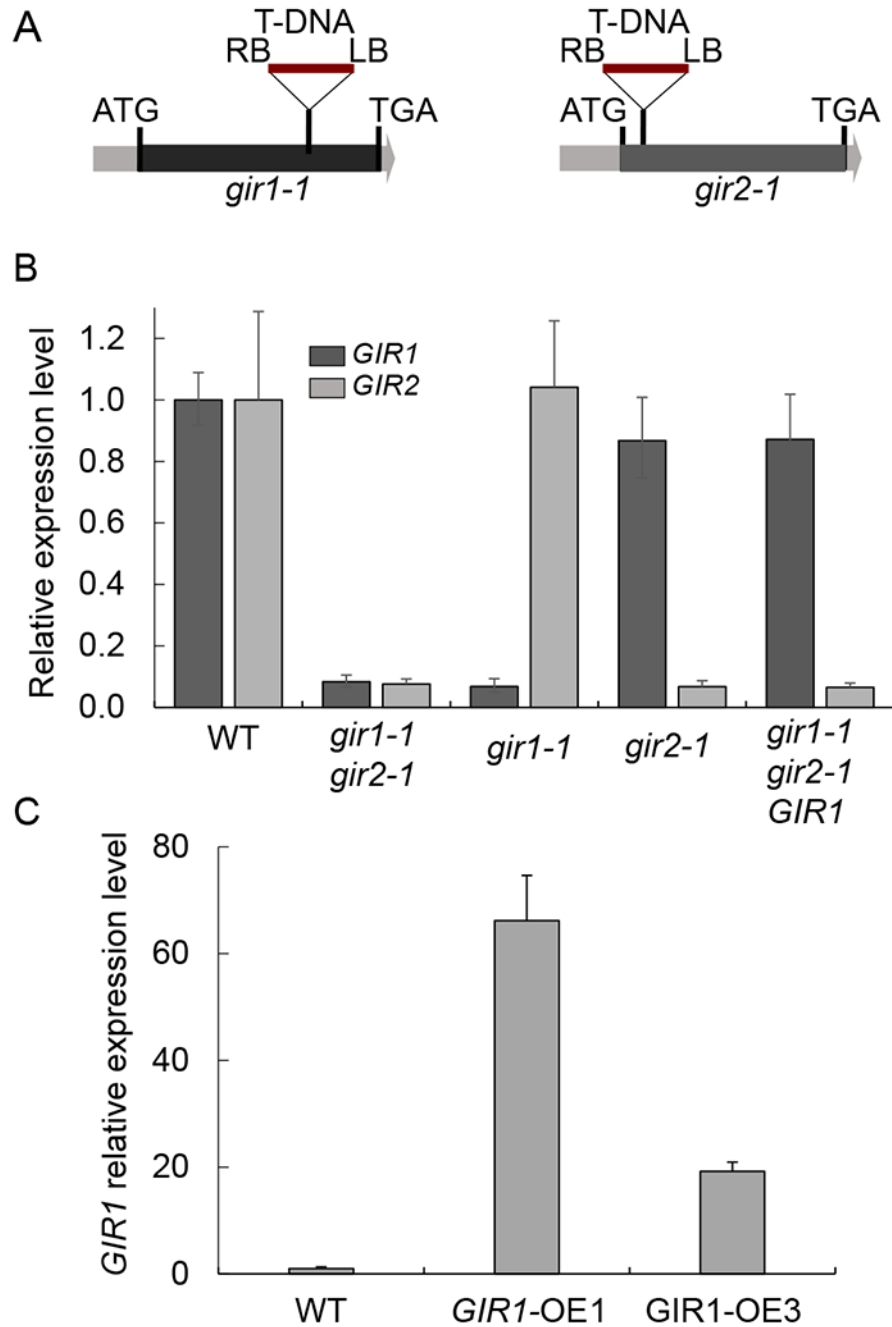 A
T-DNA
RB LB
ATG TGA
gir1-1
T-DNA
RB LB
ATG TGA
gir2-1
B
Relative expression level
1.2
1.0
0.8
0.6
0.4
0.2
0.0
GIR1
GIR2
WT
gir1-1
gir2-1
gir1-1
gir2-1
gir1-1
gir2-1
GIR1
C
GIR1 relative expression level
80
60
40
20
0
WT
GIR1-OE1
GIR1-OE3